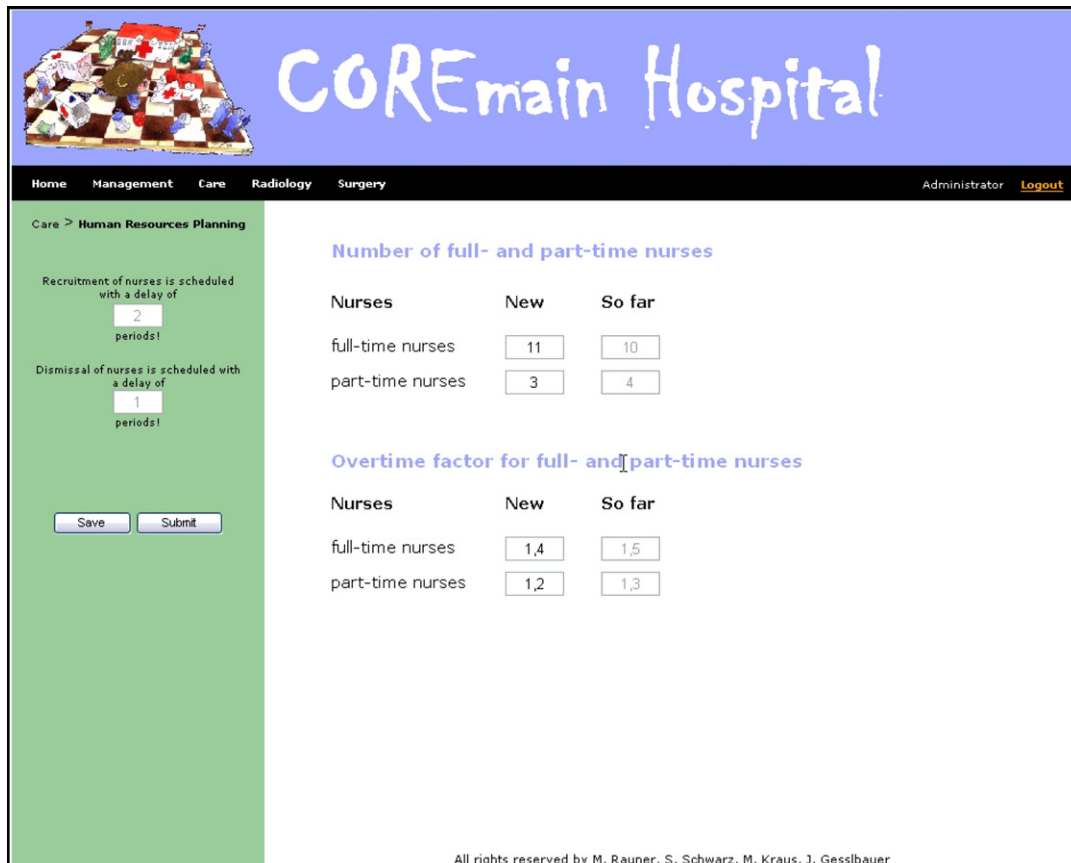 COREmain Hospital
Home Management Care Radiology Surgery Administrator Logout
Care > Human Resources Planning
Recruitment of nurses is scheduled
with a delay of
2
periods!
Dismissal of nurses is scheduled with
a delay of
1
periods!
Save Submit
Number of full- and part-time nurses
Nurses New So far
full-time nurses 11 10
part-time nurses 3 4
Overtime factor for full- and part-time nurses
Nurses New So far
full-time nurses 1,4 1,5
part-time nurses 1,2 1,3
All rights reserved by M. Rauner, S. Schwarz, M. Kraus, J. Gesslbauer